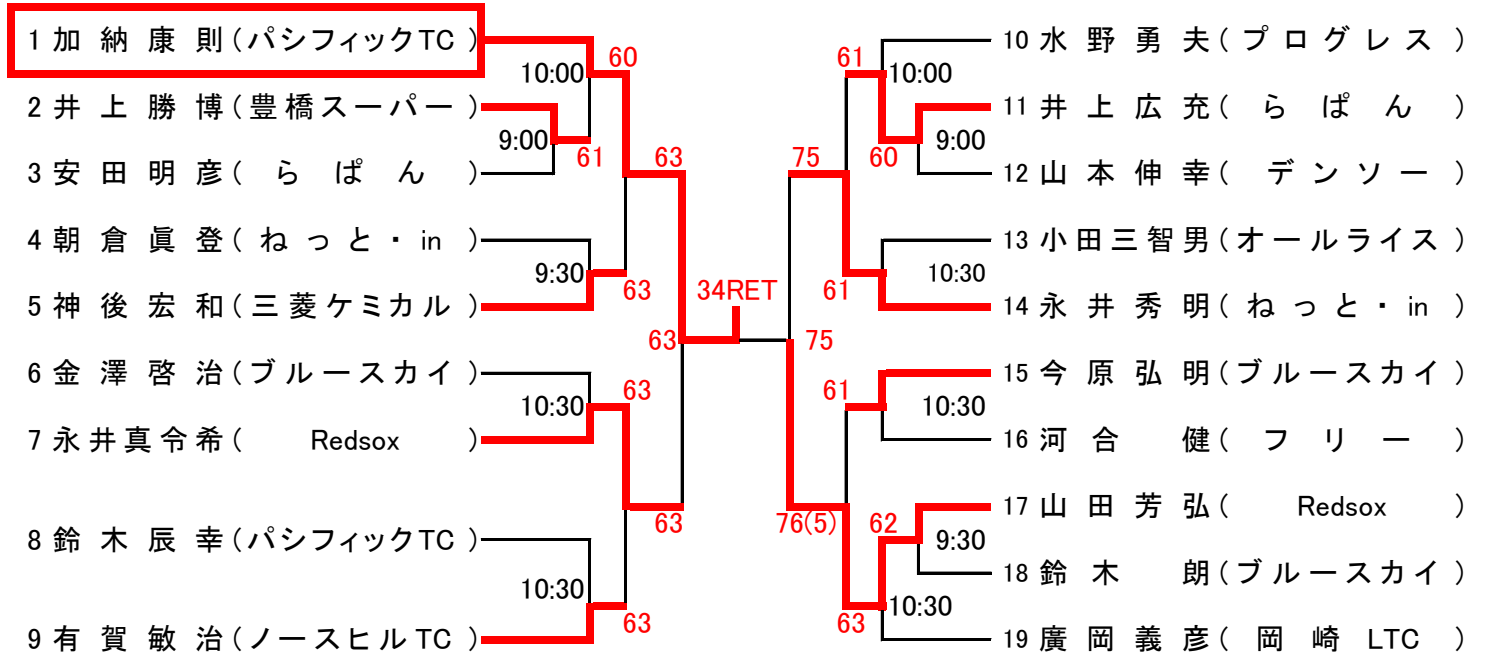 1 加納康則(パシフィックTC)
10:00
60
2 井上勝博(豊橋スーパー)
9:00
61
63
3 安田明彦(らぱん)
4 朝倉眞登(ねっと・in)
9:30
63
5 神後宏和(三菱ケミカル)
34RET
63
6 金澤啓治(ブルースカイ)
10:30
63
7 永井真令希(Redsox)
63
8 鈴木辰幸(パシフィックTC)
10:30
63
9 有賀敏治(ノースヒルTC)
10 水野勇夫(プログレス)
61
10:00
11 井上広充(らぱん)
75
60
9:00
12 山本伸幸(デンソー)
13 小田三智男(オールライス)
10:30
61
14 永井秀明(ねっと・in)
75
15 今原弘明(ブルースカイ)
61
10:30
16 河合健(フリー)
17 山田芳弘(Redsox)
76(5)
62
9:30
18 鈴木朗(ブルースカイ)
10:30
63
19 廣岡義彦(岡崎LTC)